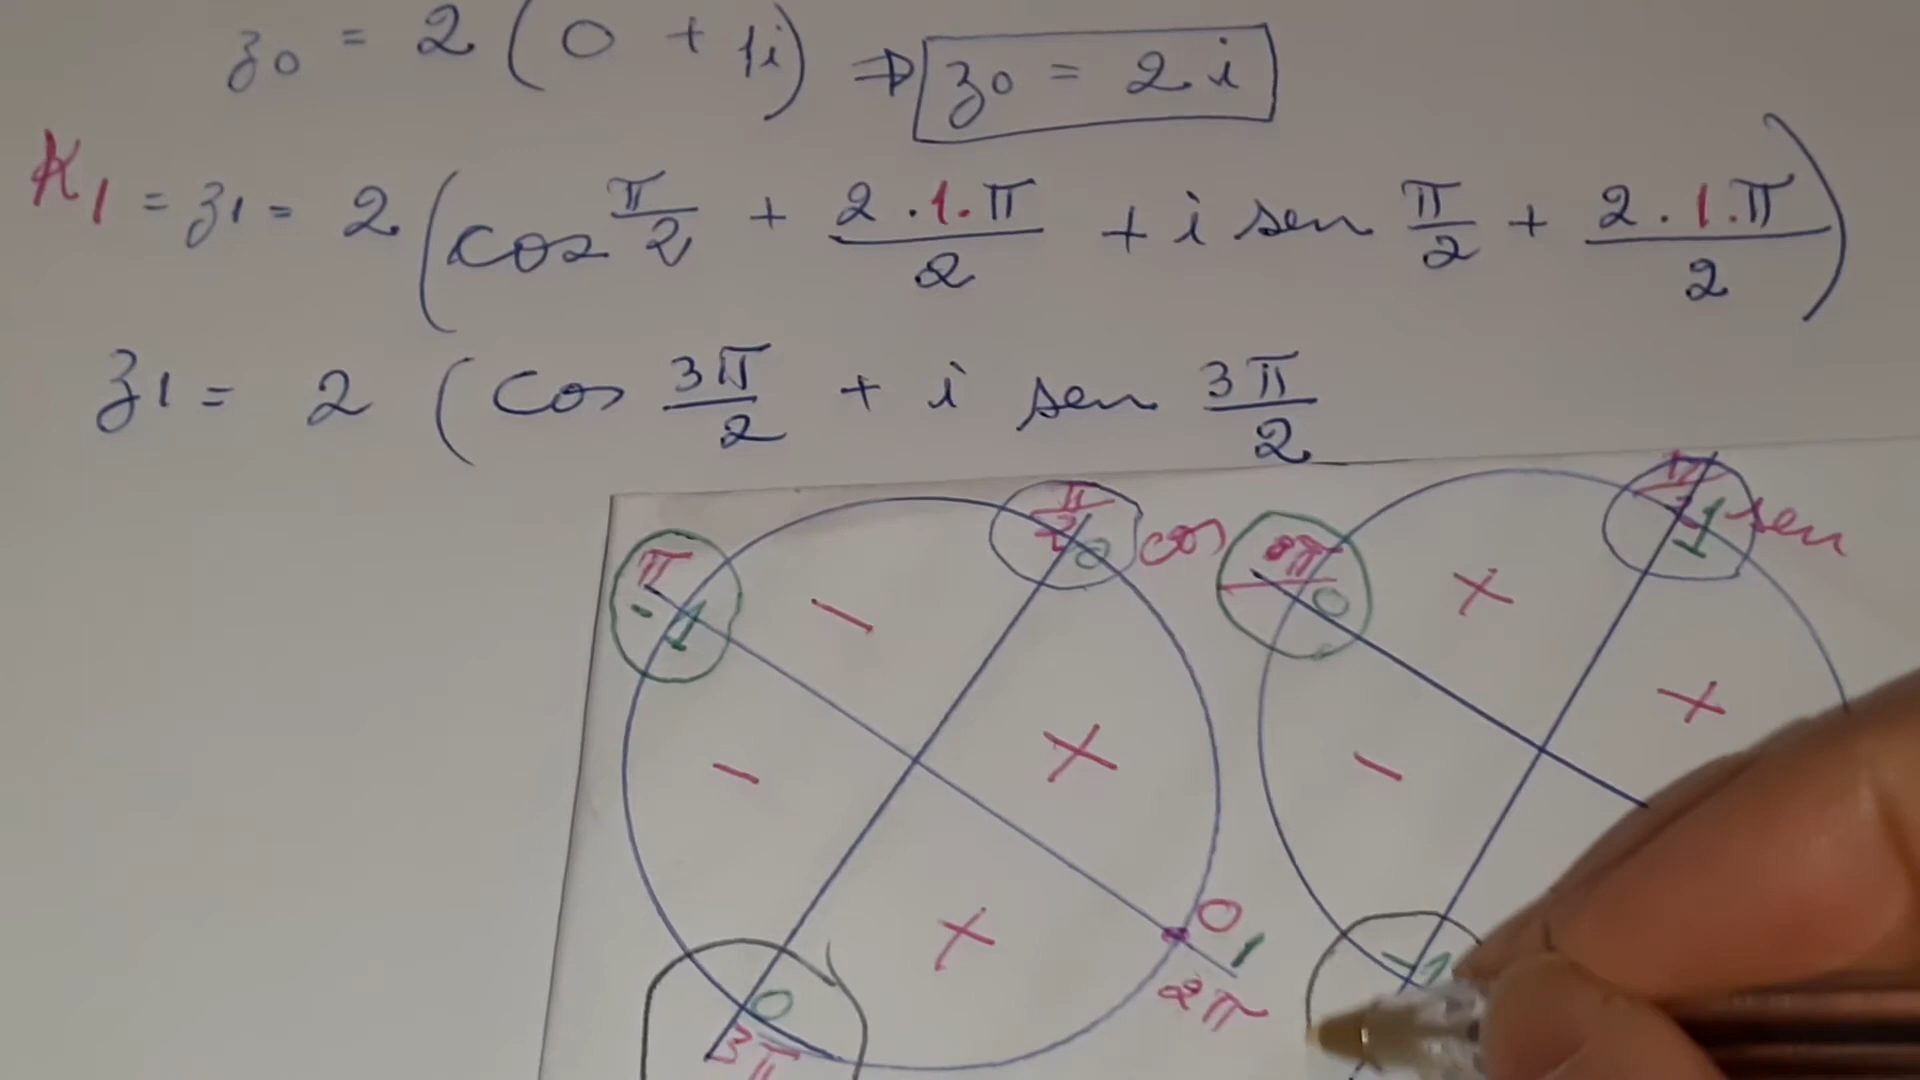 z0 = 2 ( 0 + 1i) ⇒ z0 = 2i
K1 = z1 = 2 ( cos π/2 + 2.1.π/2 + i sen π/2 + 2.1.π/2 )
z1 = 2 ( cos 3π/2 + i sen 3π/2
π/2 0 cos
π/2 1 sen
π -1
π 0
− + + 
− + −
+ 0 1
2π
-1
0
3π